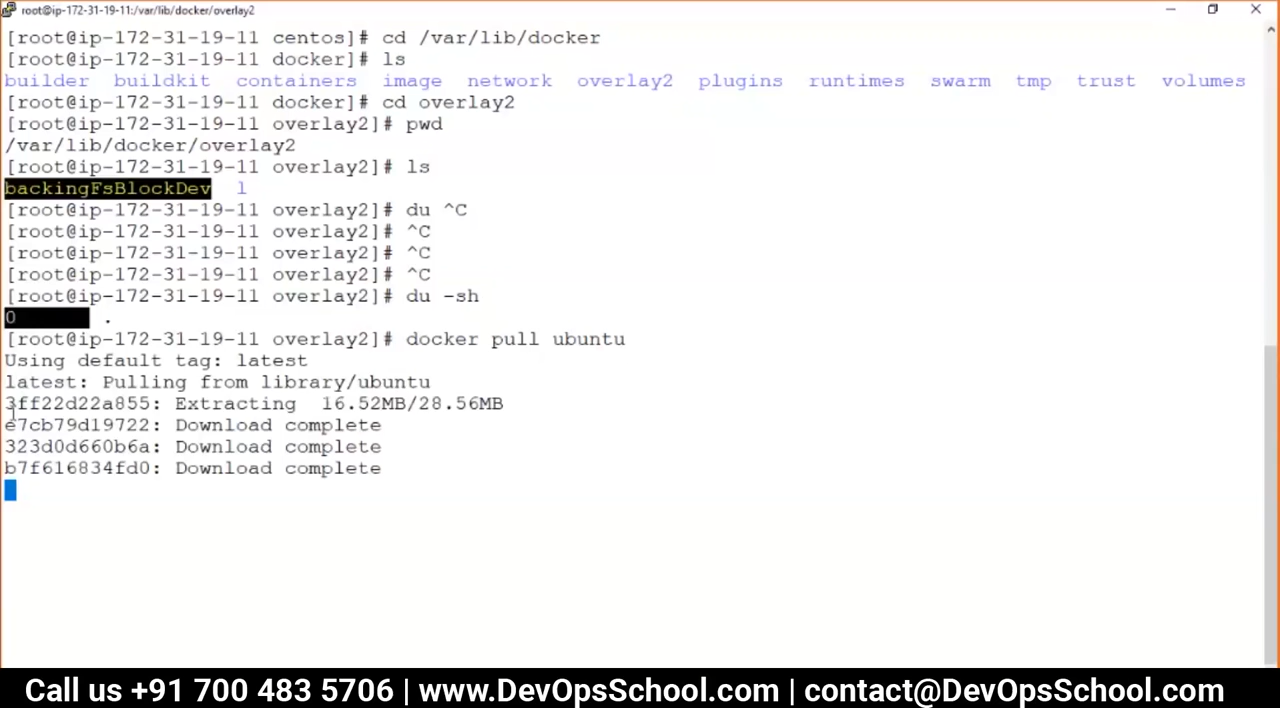 root@ip-172-31-19-11:/var/lib/docker/overlay2
[root@ip-172-31-19-11 centos]# cd /var/lib/docker
[root@ip-172-31-19-11 docker]# ls
builder buildkit containers image network overlay2 plugins runtimes swarm tmp trust volumes
[root@ip-172-31-19-11 docker]# cd overlay2
[root@ip-172-31-19-11 overlay2]# pwd
/var/lib/docker/overlay2
[root@ip-172-31-19-11 overlay2]# ls
backingFsBlockDev l
[root@ip-172-31-19-11 overlay2]# du ^C
[root@ip-172-31-19-11 overlay2]# ^C
[root@ip-172-31-19-11 overlay2]# ^C
[root@ip-172-31-19-11 overlay2]# ^C
[root@ip-172-31-19-11 overlay2]# du -sh
0 .
[root@ip-172-31-19-11 overlay2]# docker pull ubuntu
Using default tag: latest
latest: Pulling from library/ubuntu
3ff22d22a855: Extracting 16.52MB/28.56MB
e7cb79d19722: Download complete
323d0d660b6a: Download complete
b7f616834fd0: Download complete
Call us +91 700 483 5706 | www.DevOpsSchool.com | contact@DevOpsSchool.com